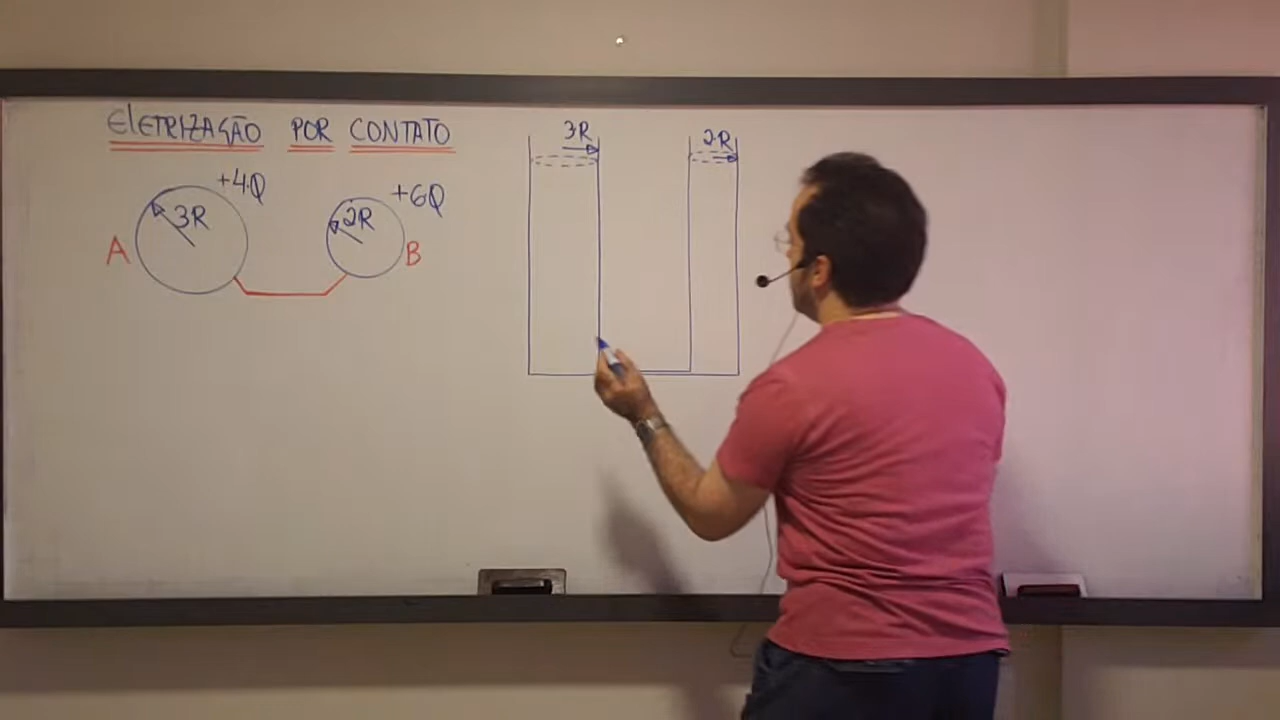 ELETRIZAÇÃO POR CONTATO
+4Q
3R
A
+6Q
2R
B
3R
2R